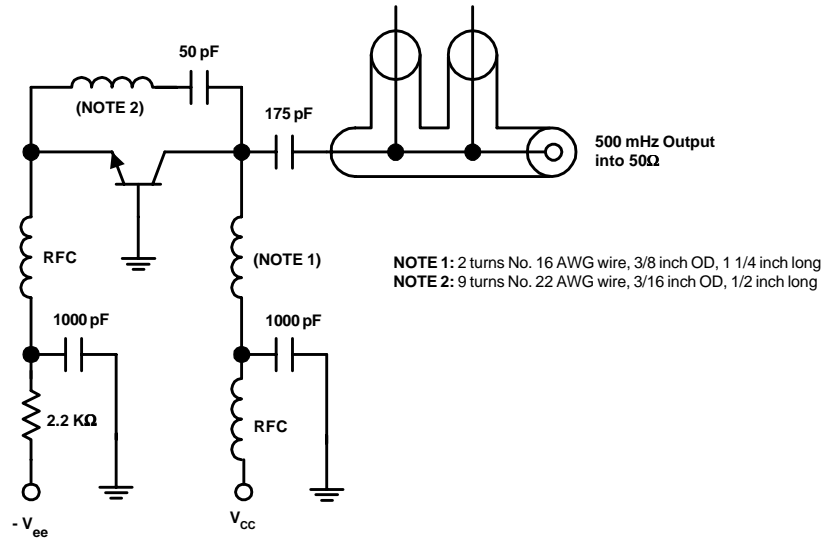 50 pF
(NOTE 2)
175 pF
500 mHz Output
into 50Ω
RFC
(NOTE 1)
NOTE 1: 2 turns No. 16 AWG wire, 3/8 inch OD, 1 1/4 inch long
NOTE 2: 9 turns No. 22 AWG wire, 3/16 inch OD, 1/2 inch long
1000 pF
1000 pF
2.2 KΩ
RFC
- Vee
VCC